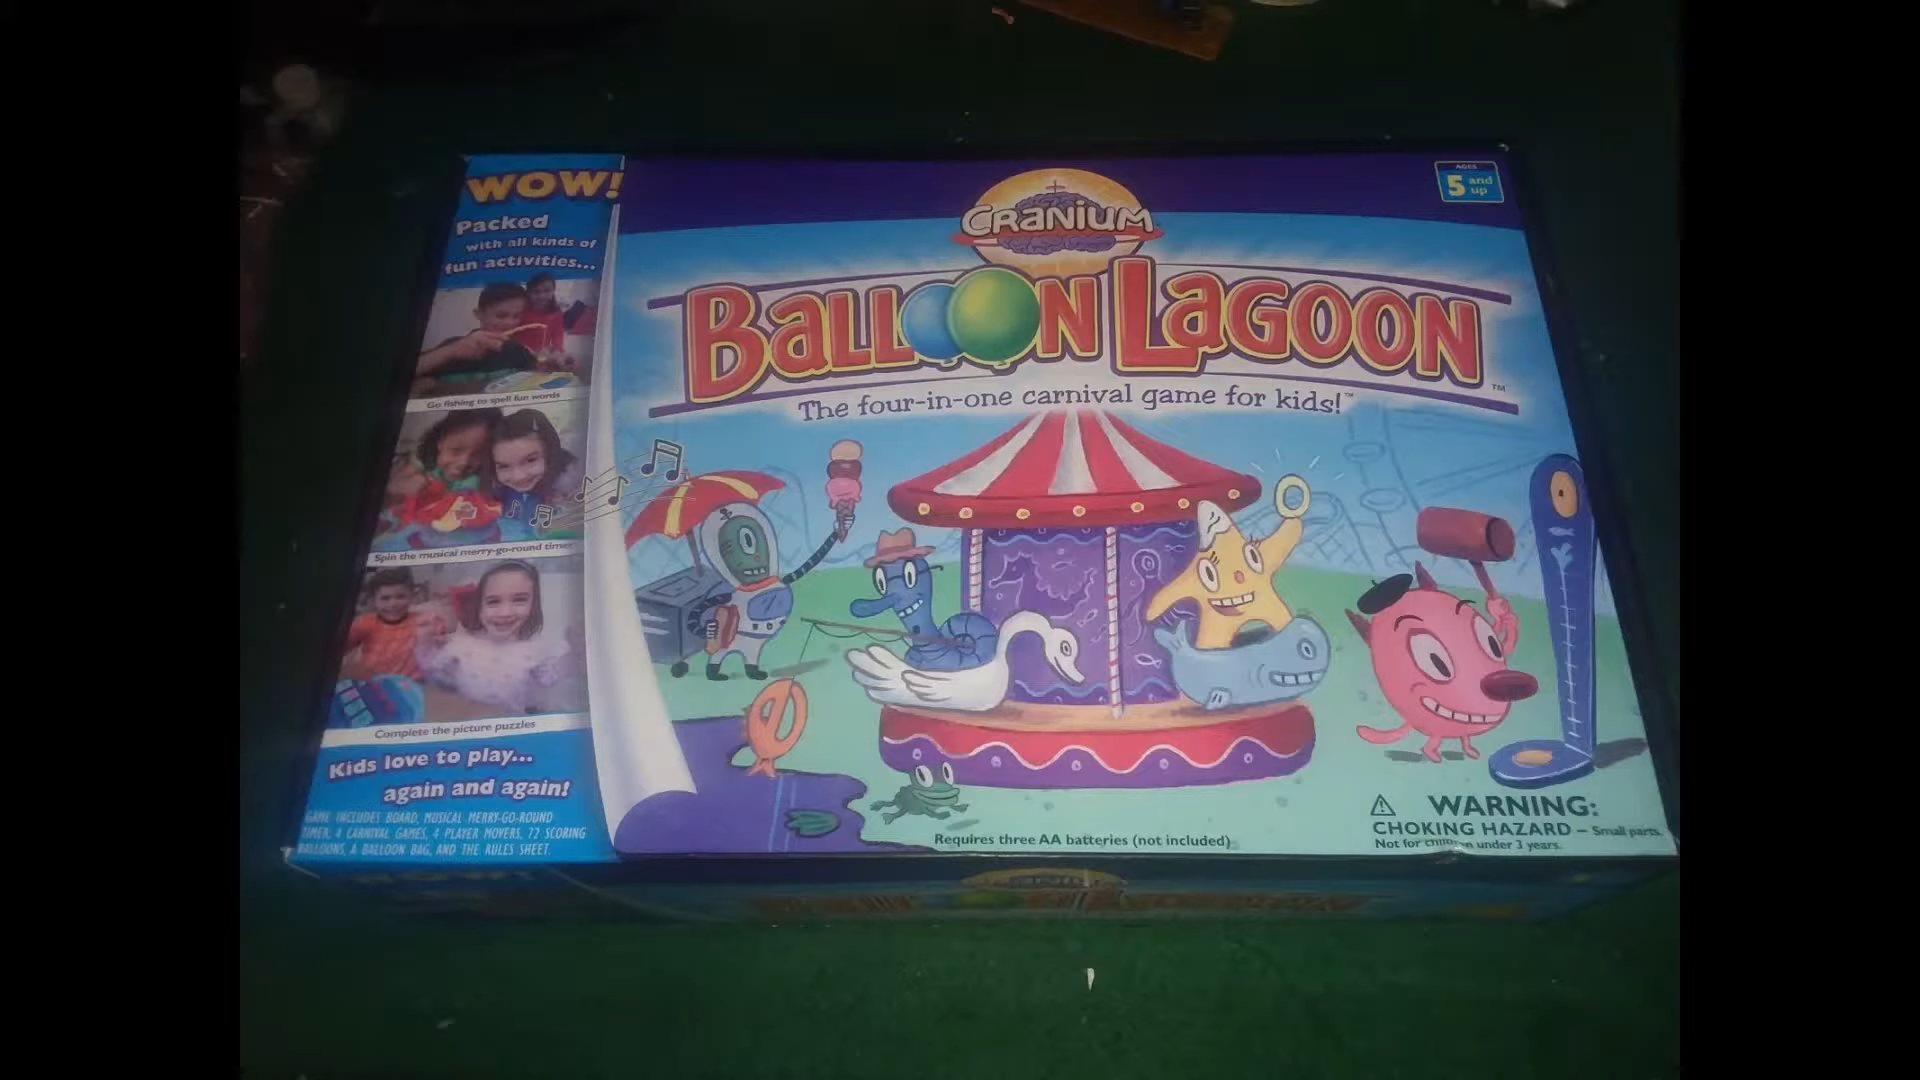 WOW!
Packed
with all kinds of
fun activities...
Go fishing to spell fun words
Spin the musical merry-go-round timer
Complete the picture puzzles
Kids love to play...
again and again!
GAME INCLUDES BOARD, MUSICAL MERRY-GO-ROUND
TIMER, 4 CARNIVAL GAMES, 4 PLAYER MOVERS, 72 SCORING
BALLOONS, A BALLOON BAG, AND THE RULES SHEET.
CRANIUM
AGES
5 and
up
BALLOON LAGOON™
The four-in-one carnival game for kids!™
Requires three AA batteries (not included)
WARNING:
CHOKING HAZARD – Small parts.
Not for children under 3 years.